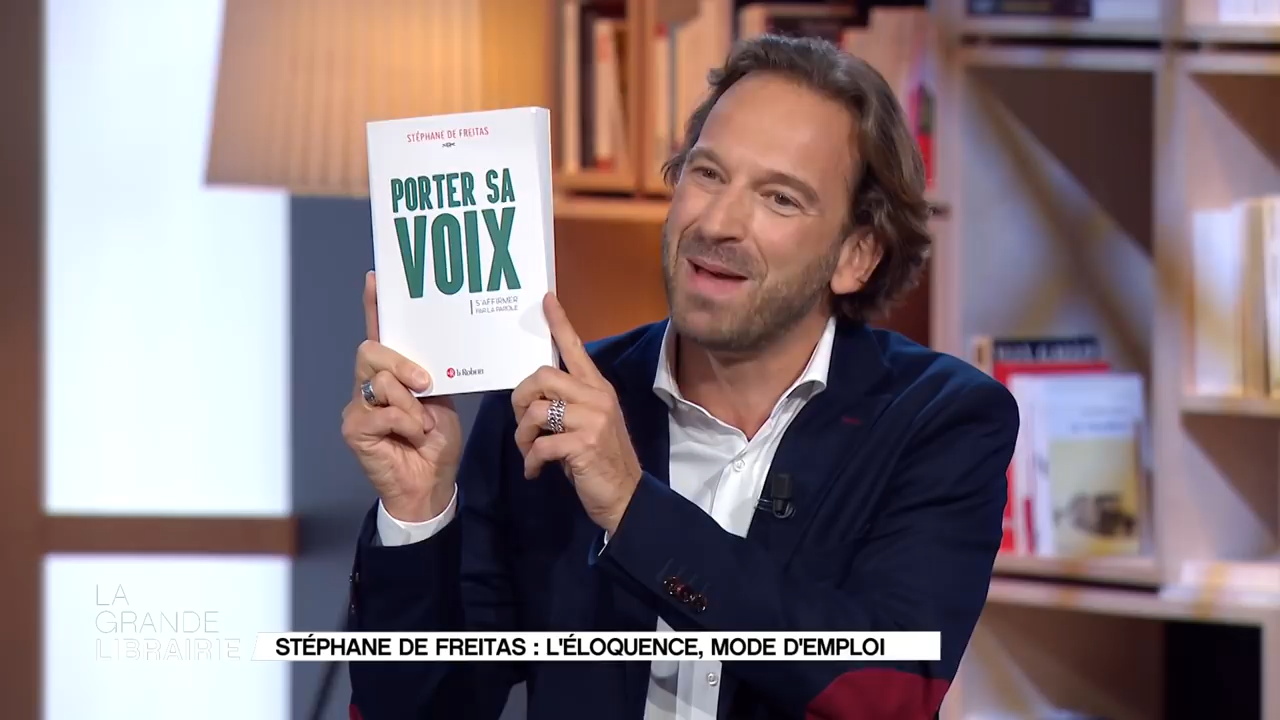 STÉPHANE DE FREITAS
PORTER SA
VOIX
S'AFFIRMER
PAR LA PAROLE
le Robert
LA
GRANDE
LIBRAIRIE
STÉPHANE DE FREITAS : L'ÉLOQUENCE, MODE D'EMPLOI